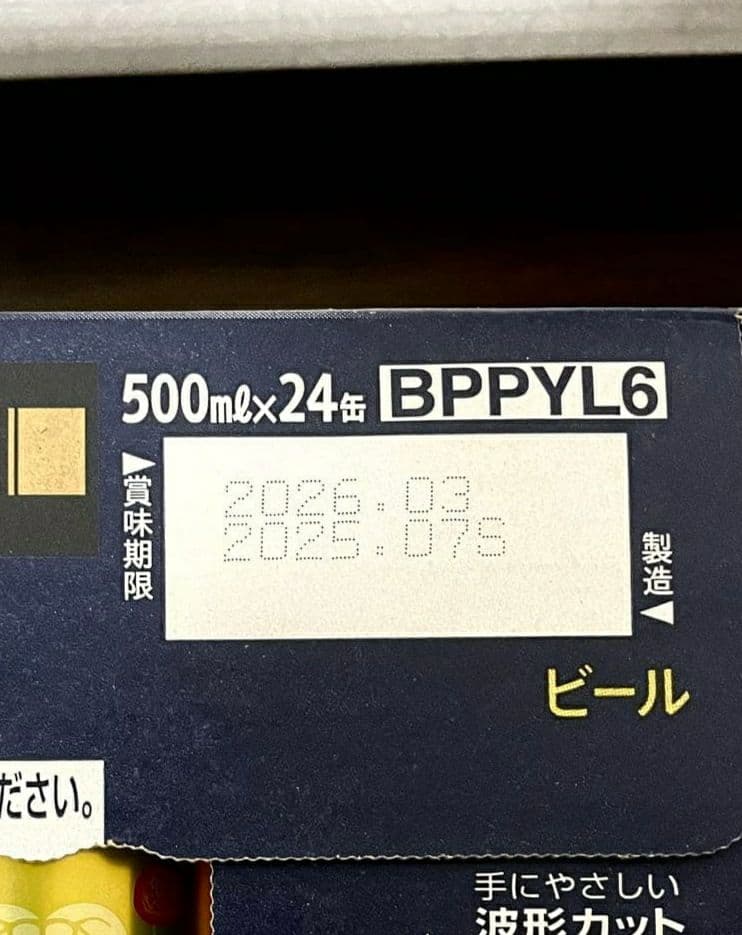 500mℓ×24缶 BPPYL6
▶賞味期限
2026.03
2025.07S
製造◀
ビール
ださい。
手にやさしい
波形カット